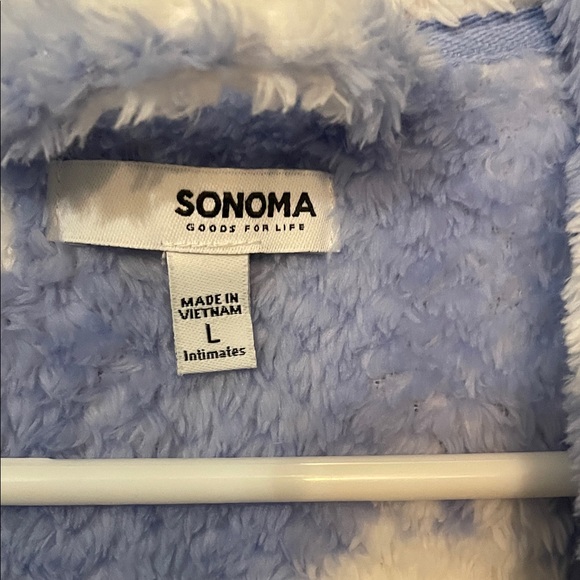 SONOMA
GOODS FOR LIFE
MADE IN
VIETNAM
L
Intimates